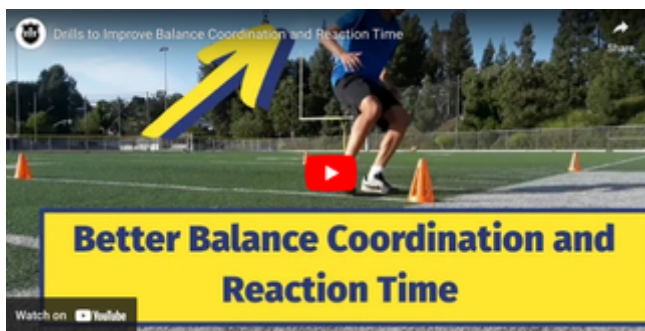 Drills to Improve Balance Coordination and Reaction Time
Share
Better Balance Coordination and
Reaction Time
Watch on YouTube